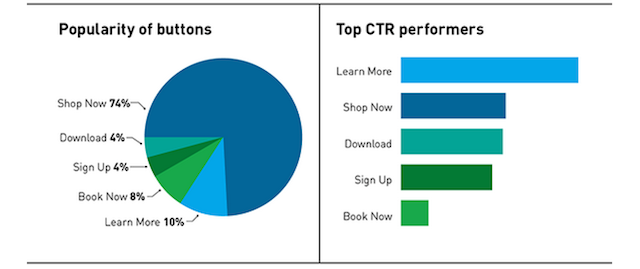 Popularity of buttons
Shop Now 74%
Download 4%
Sign Up 4%
Book Now 8%
Learn More 10%
Top CTR performers
Learn More
Shop Now
Download
Sign Up
Book Now